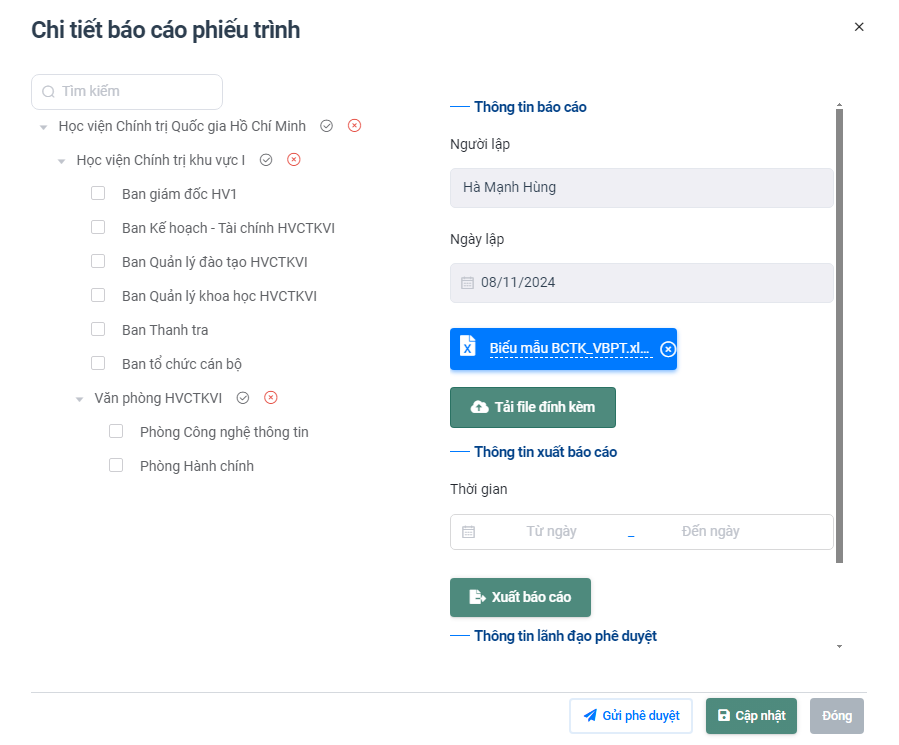 Chi tiết báo cáo phiếu trình
Tìm kiếm
Học viện Chính trị Quốc gia Hồ Chí Minh
Học viện Chính trị khu vực I
Ban giám đốc HV1
Ban Kế hoạch - Tài chính HVCTKVI
Ban Quản lý đào tạo HVCTKVI
Ban Quản lý khoa học HVCTKVI
Ban Thanh tra
Ban tổ chức cán bộ
Văn phòng HVCTKVI
Phòng Công nghệ thông tin
Phòng Hành chính
Thông tin báo cáo
Người lập
Hà Mạnh Hùng
Ngày lập
08/11/2024
Biểu mẫu BCTK_VBPT.xl...
Tải file đính kèm
Thông tin xuất báo cáo
Thời gian
Từ ngày – Đến ngày
Xuất báo cáo
Thông tin lãnh đạo phê duyệt
Gửi phê duyệt Cập nhật Đóng